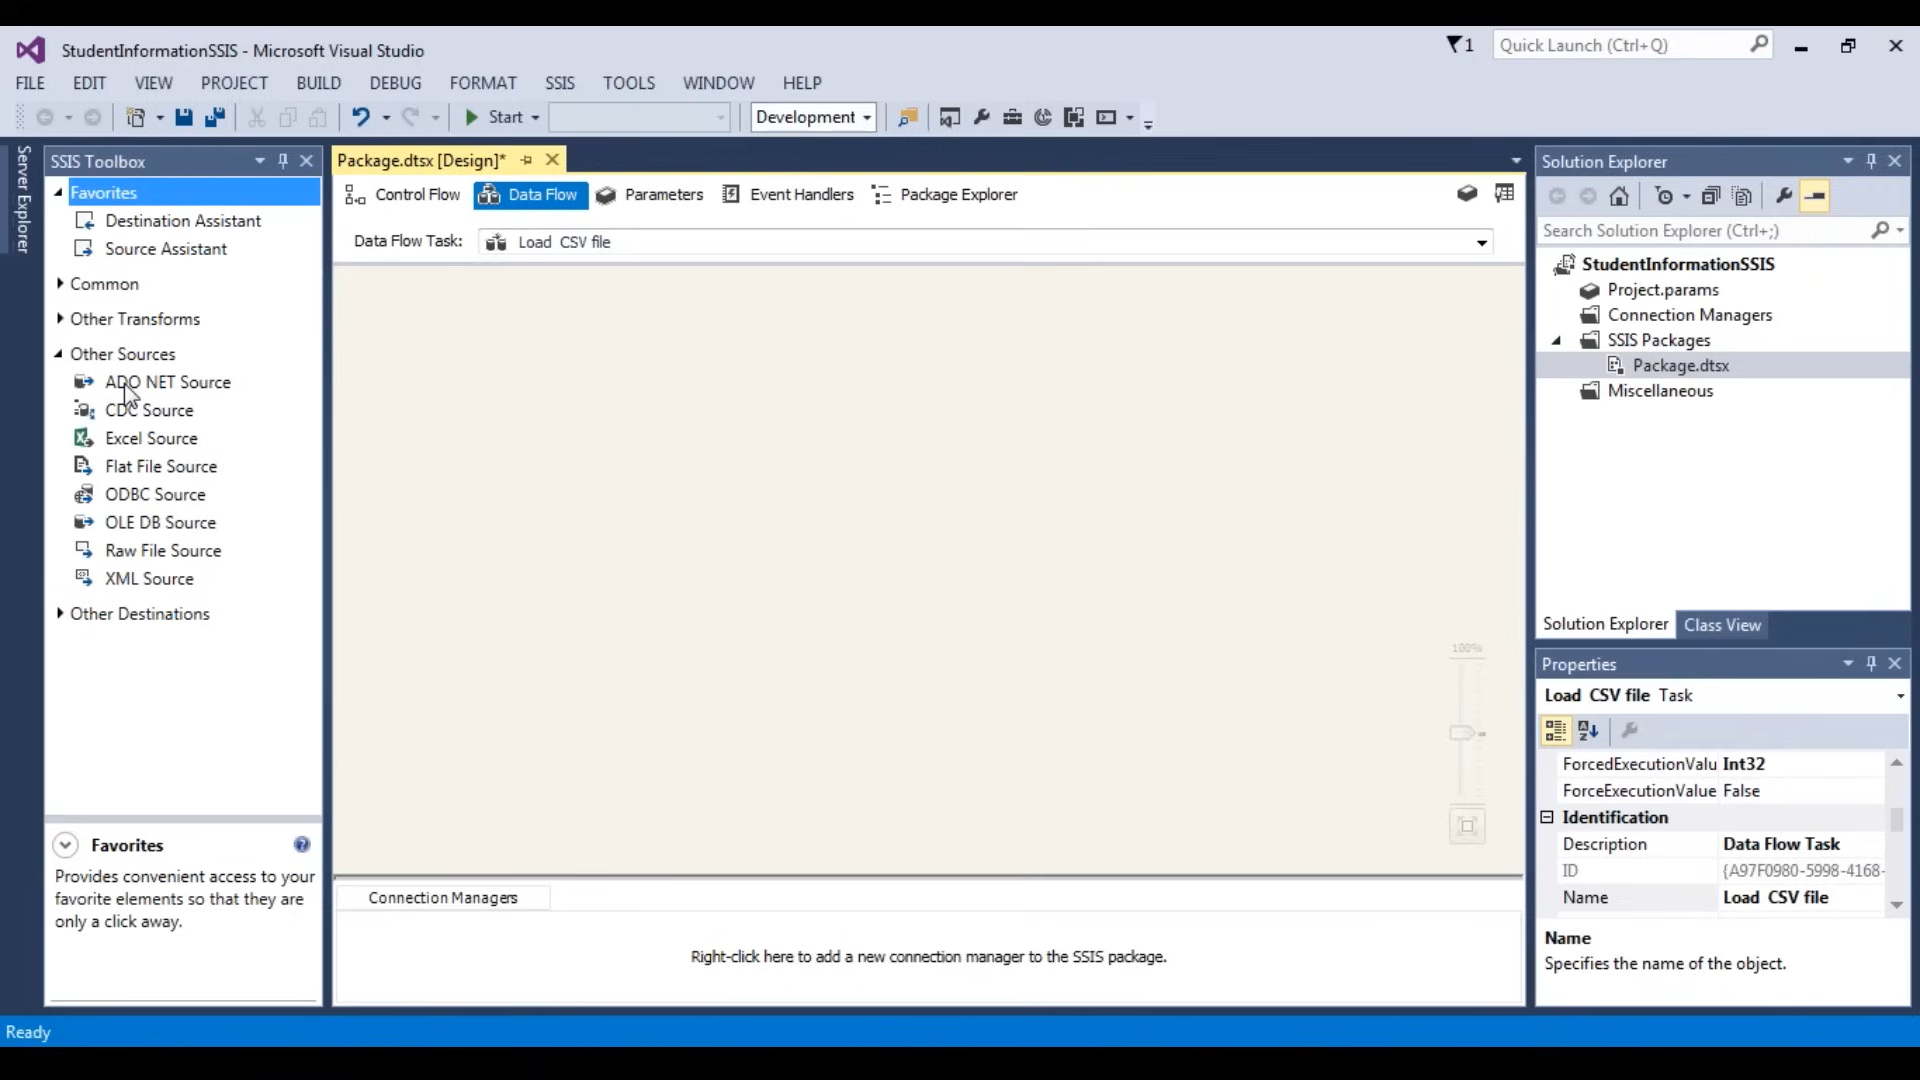 StudentInformationSSIS - Microsoft Visual Studio
1
Quick Launch (Ctrl+Q)
FILE EDIT VIEW PROJECT BUILD DEBUG FORMAT SSIS TOOLS WINDOW HELP
Start
Development
Server Explorer
SSIS Toolbox
Favorites
Destination Assistant
Source Assistant
Common
Other Transforms
Other Sources
ADO NET Source
CDC Source
Excel Source
Flat File Source
ODBC Source
OLE DB Source
Raw File Source
XML Source
Other Destinations
Favorites
Provides convenient access to your
favorite elements so that they are
only a click away.
Package.dtsx [Design]*
Control Flow Data Flow Parameters Event Handlers Package Explorer
Data Flow Task: Load CSV file
100%
Connection Managers
Right-click here to add a new connection manager to the SSIS package.
Solution Explorer
Search Solution Explorer (Ctrl+;)
StudentInformationSSIS
Project.params
Connection Managers
SSIS Packages
Package.dtsx
Miscellaneous
Solution Explorer Class View
Properties
Load CSV file Task
ForcedExecutionValu Int32
ForceExecutionValue False
Identification
Description Data Flow Task
ID {A97F0980-5998-4168-
Name Load CSV file
Name
Specifies the name of the object.
Ready